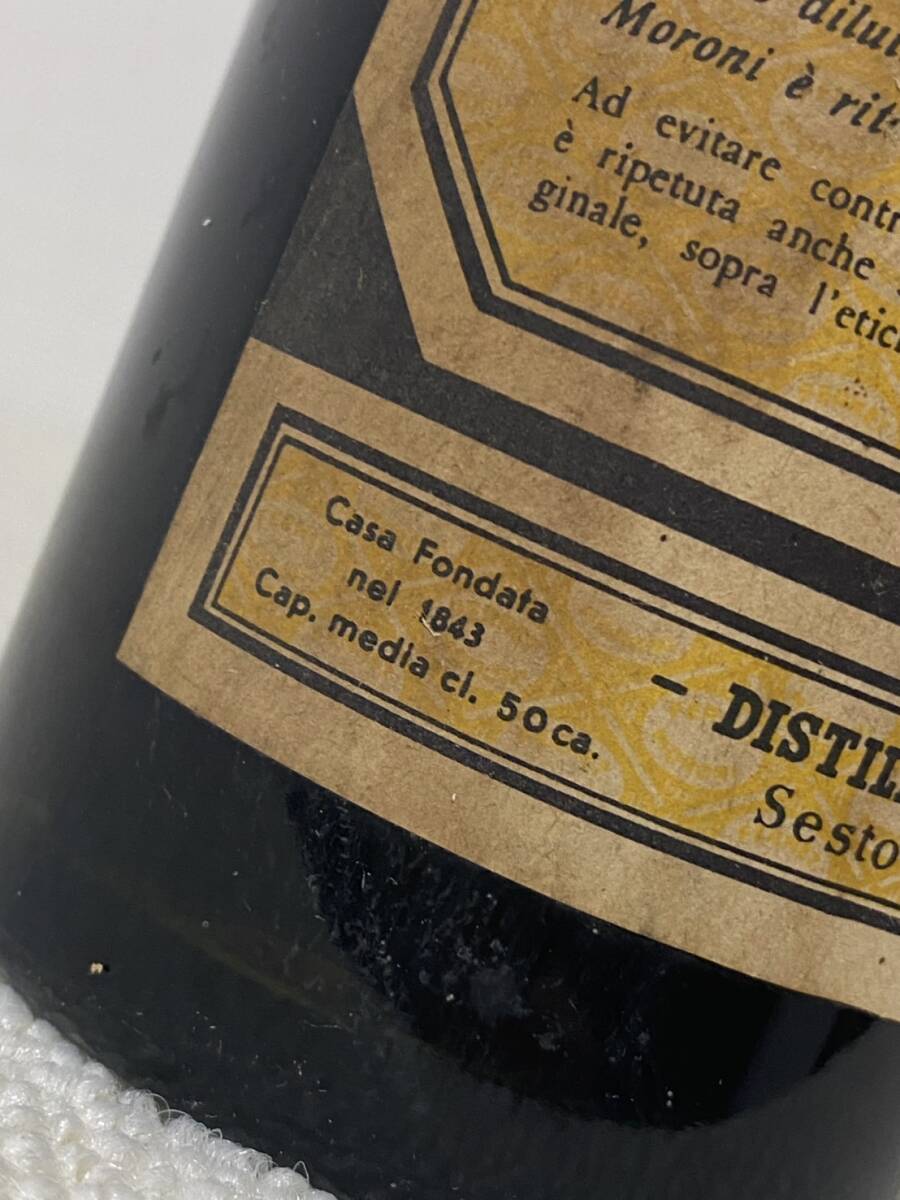 dilui
Moroni è rit
Ad evitare contr
è ripetuta anche
ginale, sopra l'etic
Casa Fondata
nel 1843
Cap. media cl. 50 ca.
- DISTIL
Sesto